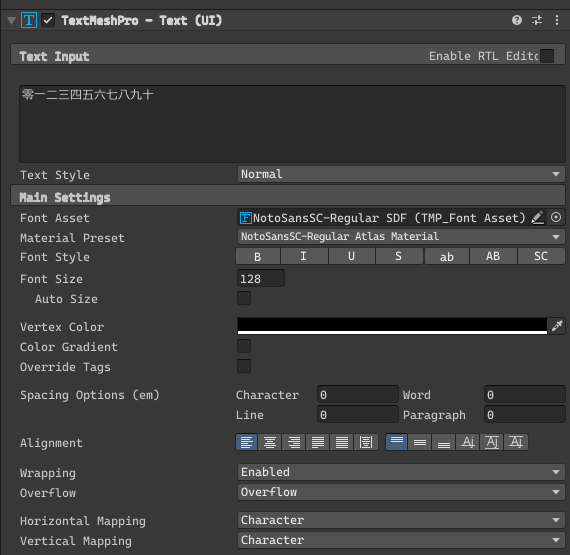 TextMeshPro - Text (UI)
Text Input
Enable RTL Edito
零一二三四五六七八九十
Text Style Normal
Main Settings
Font Asset NotoSansSC-Regular SDF (TMP_Font Asset)
Material Preset NotoSansSC-Regular Atlas Material
Font Style B I U S ab AB SC
Font Size 128
Auto Size
Vertex Color
Color Gradient
Override Tags
Spacing Options (em) Character 0 Word 0
Line 0 Paragraph 0
Alignment
Wrapping Enabled
Overflow Overflow
Horizontal Mapping Character
Vertical Mapping Character